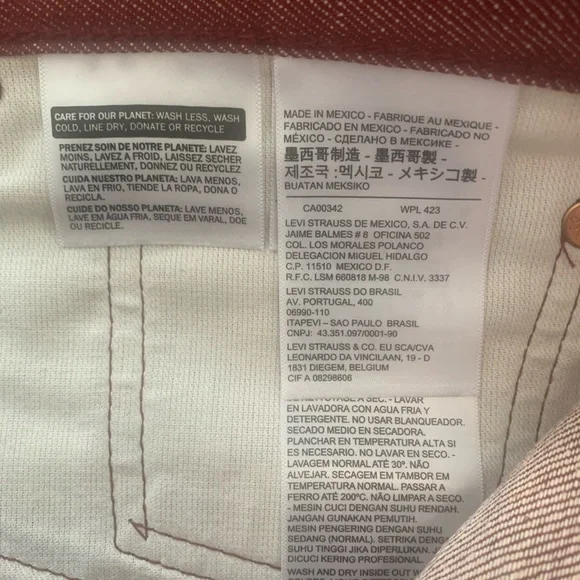 CARE FOR OUR PLANET: WASH LESS, WASH
COLD, LINE DRY, DONATE OR RECYCLE
PRENEZ SOIN DE NOTRE PLANETE: LAVEZ
MOINS, LAVEZ A FROID, LAISSEZ SECHER
NATURELLEMENT, DONNEZ OU RECYCLEZ
CUIDA NUESTRO PLANETA: LAVA MENOS,
LAVA EN FRIO, TIENDE LA ROPA, DONA O
RECICLA.
CUIDE DO NOSSO PLANETA: LAVE MENOS,
LAVE EM ÁGUA FRIA, SEQUE EM VARAL, DOE
OU RECICLE.
MADE IN MEXICO - FABRIQUE AU MEXIQUE -
FABRICADO EN MEXICO - FABRICADO NO
MÉXICO - СДЕЛАНО В МЕКСИКЕ -
墨西哥制造 - 墨西哥製 -
제조국 :멕시코 - メキシコ製 -
BUATAN MEKSIKO
CA00342 WPL 423
LEVI STRAUSS DE MEXICO, S.A. DE C.V.
JAIME BALMES # 8 OFICINA 502
COL. LOS MORALES POLANCO
DELEGACION MIGUEL HIDALGO
C.P. 11510 MEXICO D.F.
R.F.C. LSM 660818 M-98 C.N.I.V. 3337
LEVI STRAUSS DO BRASIL
AV. PORTUGAL, 400
06990-110
ITAPEVI – SAO PAULO BRASIL
CNPJ: 43.351.097/0001-90
LEVI STRAUSS & CO. EU SCA/CVA
LEONARDO DA VINCILAAN, 19 - D
1831 DIEGEM, BELGIUM
CIF A 08298606
SE NETTOYAGE A SEC. - LAVAR
EN LAVADORA CON AGUA FRIA Y
DETERGENTE. NO USAR BLANQUEADOR.
SECADO MEDIO EN SECADORA.
PLANCHAR EN TEMPERATURA ALTA SI
ES NECESARIO. NO LAVAR EN SECO. -
LAVAGEM NORMAL ATÉ 30º. NÃO
ALVEJAR. SECAGEM EM TAMBOR EM
TEMPERATURA NORMAL. PASSAR A
FERRO ATÉ 200ºC. NÃO LIMPAR A SECO.
- MESIN CUCI DENGAN SUHU RENDAH.
JANGAN GUNAKAN PEMUTIH.
MESIN PENGERING DENGAN SUHU
SEDANG (NORMAL). SETRIKA DENGAN
SUHU TINGGI JIKA DIPERLUKAN. JANGAN
DI DRY CLEAN.
WASH AND DRY INSIDE OUT W